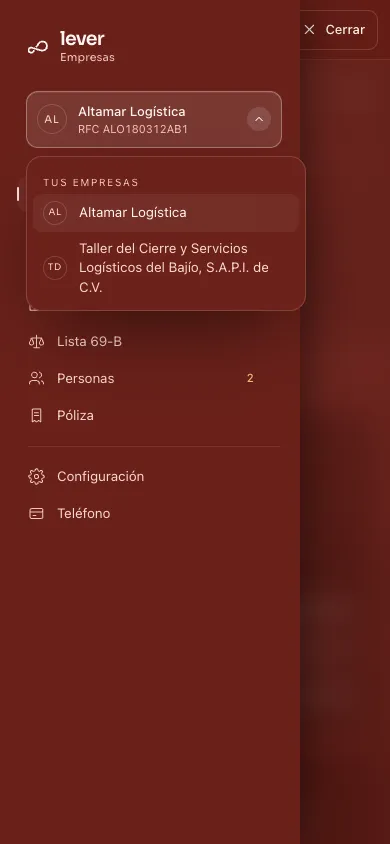 lever
Empresas
Cerrar
AL
Altamar Logística
RFC ALO180312AB1
TUS EMPRESAS
AL
Altamar Logística
TD
Taller del Cierre y Servicios
Logísticos del Bajío, S.A.P.I. de
C.V.
Lista 69-B
Personas
2
Póliza
Configuración
Teléfono